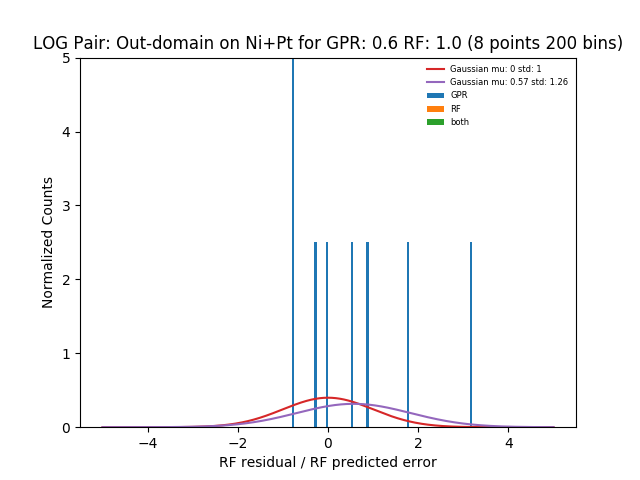 LOG Pair: Out-domain on Ni+Pt for GPR: 0.6 RF: 1.0 (8 points 200 bins)
Gaussian mu: 0 std: 1
Gaussian mu: 0.57 std: 1.26
GPR
RF
both
5
4
3
2
1
0
Normalized Counts
−4 −2 0 2 4
RF residual / RF predicted error